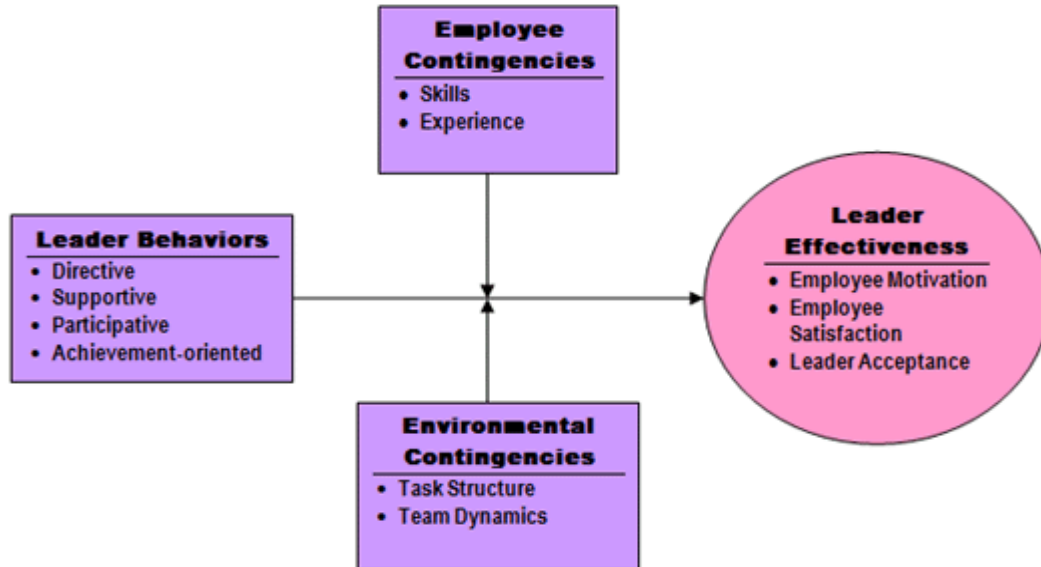 Employee
Contingencies
• Skills
• Experience
Leader Behaviors
• Directive
• Supportive
• Participative
• Achievement-oriented
Leader
Effectiveness
• Employee Motivation
• Employee
Satisfaction
• Leader Acceptance
Environmental
Contingencies
• Task Structure
• Team Dynamics